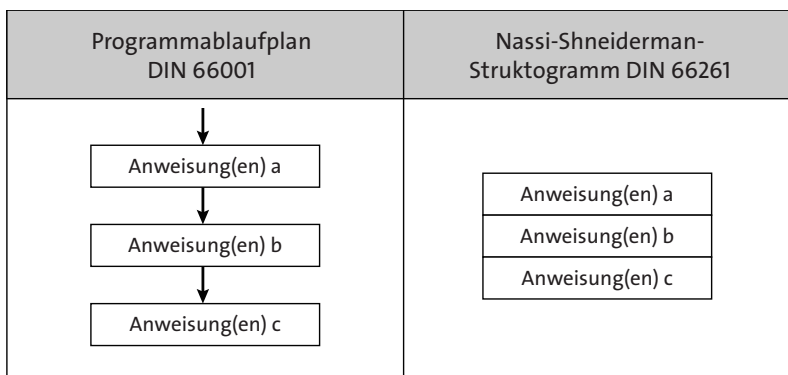 Programmablaufplan
DIN 66001
Nassi-Shneiderman-
Struktogramm DIN 66261
Anweisung(en) a
Anweisung(en) b
Anweisung(en) c
Anweisung(en) a
Anweisung(en) b
Anweisung(en) c